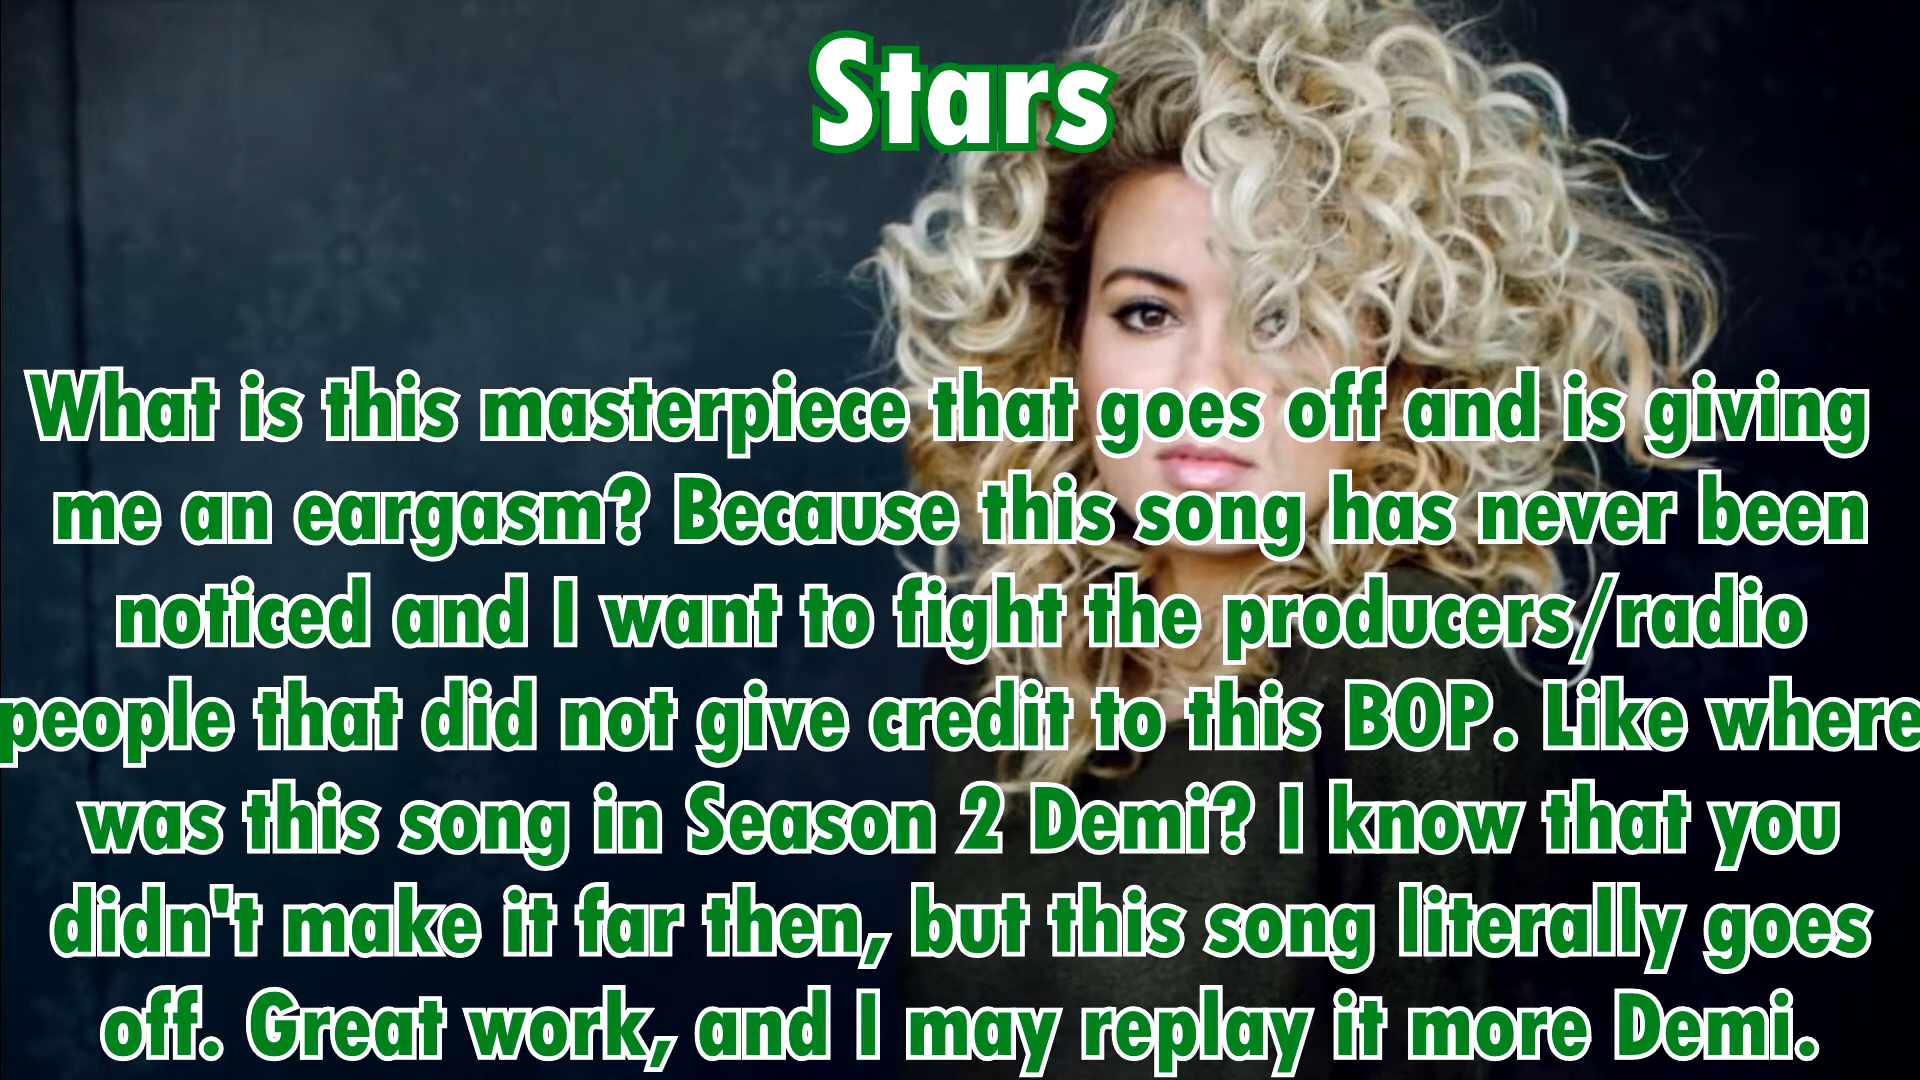 Stars
What is this masterpiece that goes off and is giving
me an eargasm? Because this song has never been
noticed and I want to fight the producers/radio
people that did not give credit to this BOP. Like where
was this song in Season 2 Demi? I know that you
didn't make it far then, but this song literally goes
off. Great work, and I may replay it more Demi.